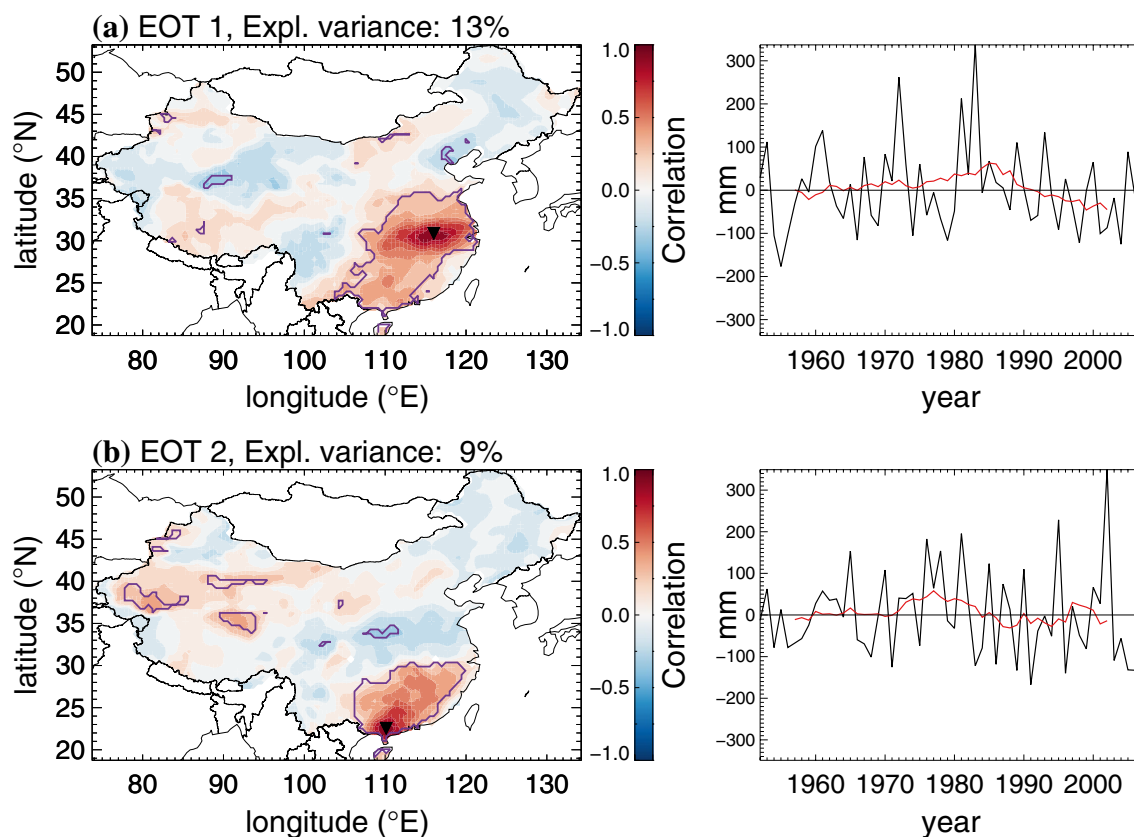 (a) EOT 1, Expl. variance: 13%
latitude (°N)
50
45
40
35
30
25
20
80 90 100 110 120 130
longitude (°E)
1.0
0.5
0.0
−0.5
−1.0
Correlation
mm
300
200
100
0
−100
−200
−300
1960 1970 1980 1990 2000
year
(b) EOT 2, Expl. variance: 9%
latitude (°N)
50
45
40
35
30
25
20
80 90 100 110 120 130
longitude (°E)
1.0
0.5
0.0
−0.5
−1.0
Correlation
mm
300
200
100
0
−100
−200
−300
1960 1970 1980 1990 2000
year